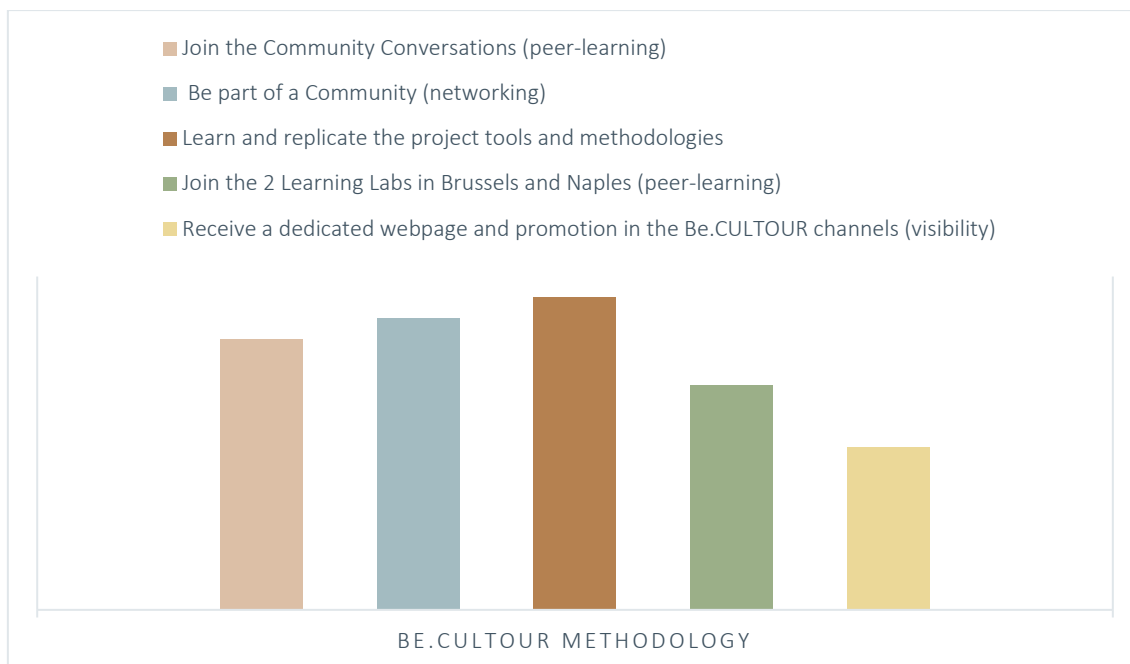 Join the Community Conversations (peer-learning)
Be part of a Community (networking)
Learn and replicate the project tools and methodologies
Join the 2 Learning Labs in Brussels and Naples (peer-learning)
Receive a dedicated webpage and promotion in the Be.CULTOUR channels (visibility)
BE.CULTOUR METHODOLOGY